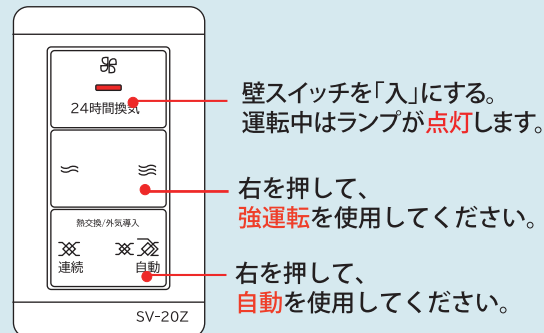 24時間換気
壁スイッチを「入」にする。
運転中はランプが点灯します。
右を押して、
強運転を使用してください。
熱交換/外気導入
連続 自動
右を押して、
自動を使用してください。
SV-20Z